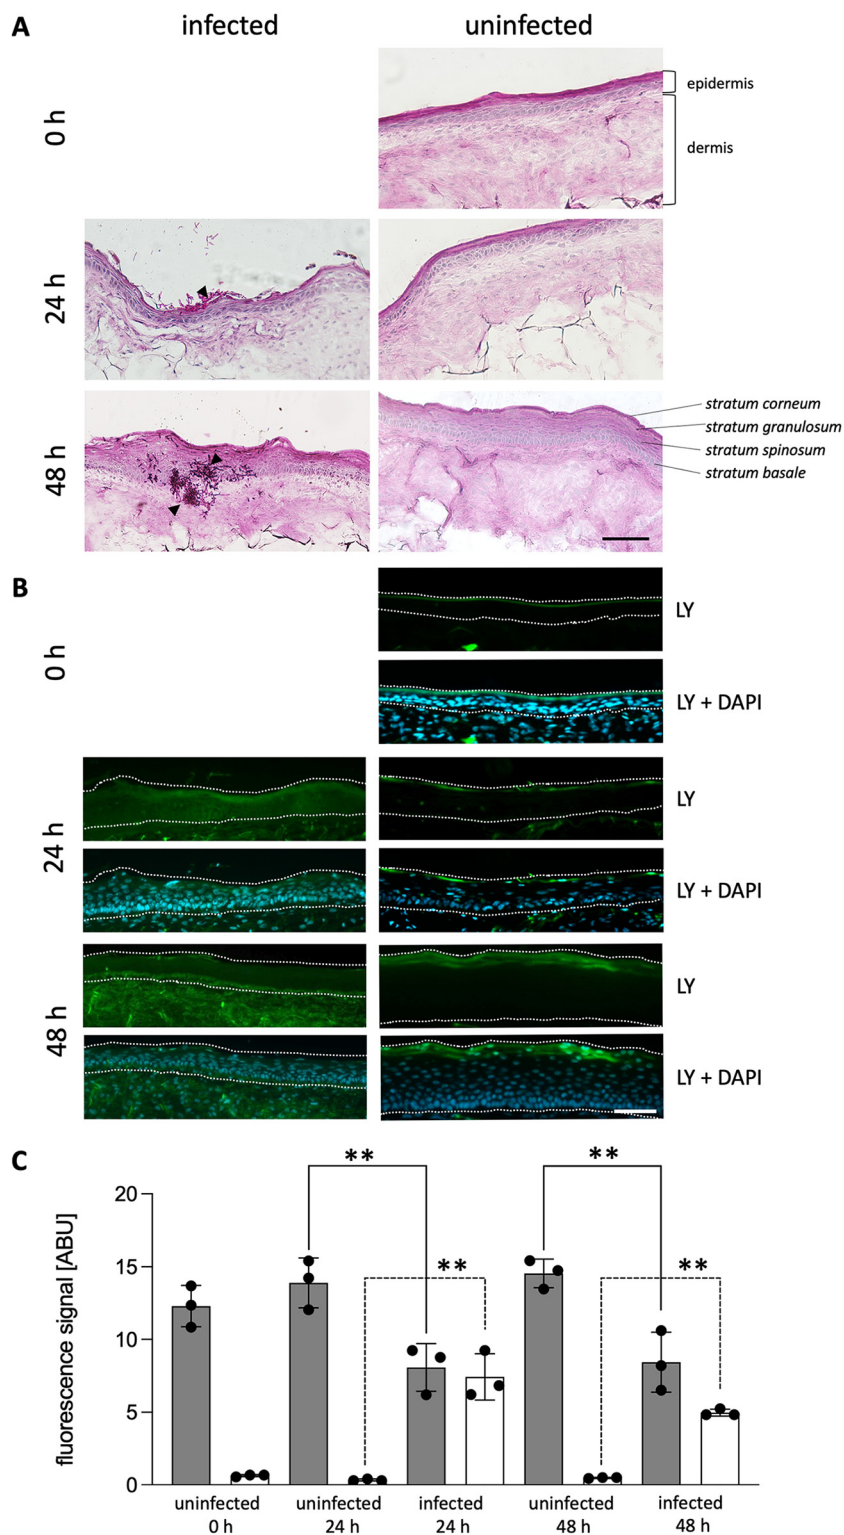 A
infected
uninfected
0 h
epidermis
dermis
24 h
48 h
stratum corneum
stratum granulosum
stratum spinosum
stratum basale
B
0 h
LY
LY + DAPI
24 h
LY
LY + DAPI
48 h
LY
LY + DAPI
C
fluorescence signal [ABU]
20
15
10
5
0
**
**
**
**
uninfected
0 h
uninfected
24 h
infected
24 h
uninfected
48 h
infected
48 h